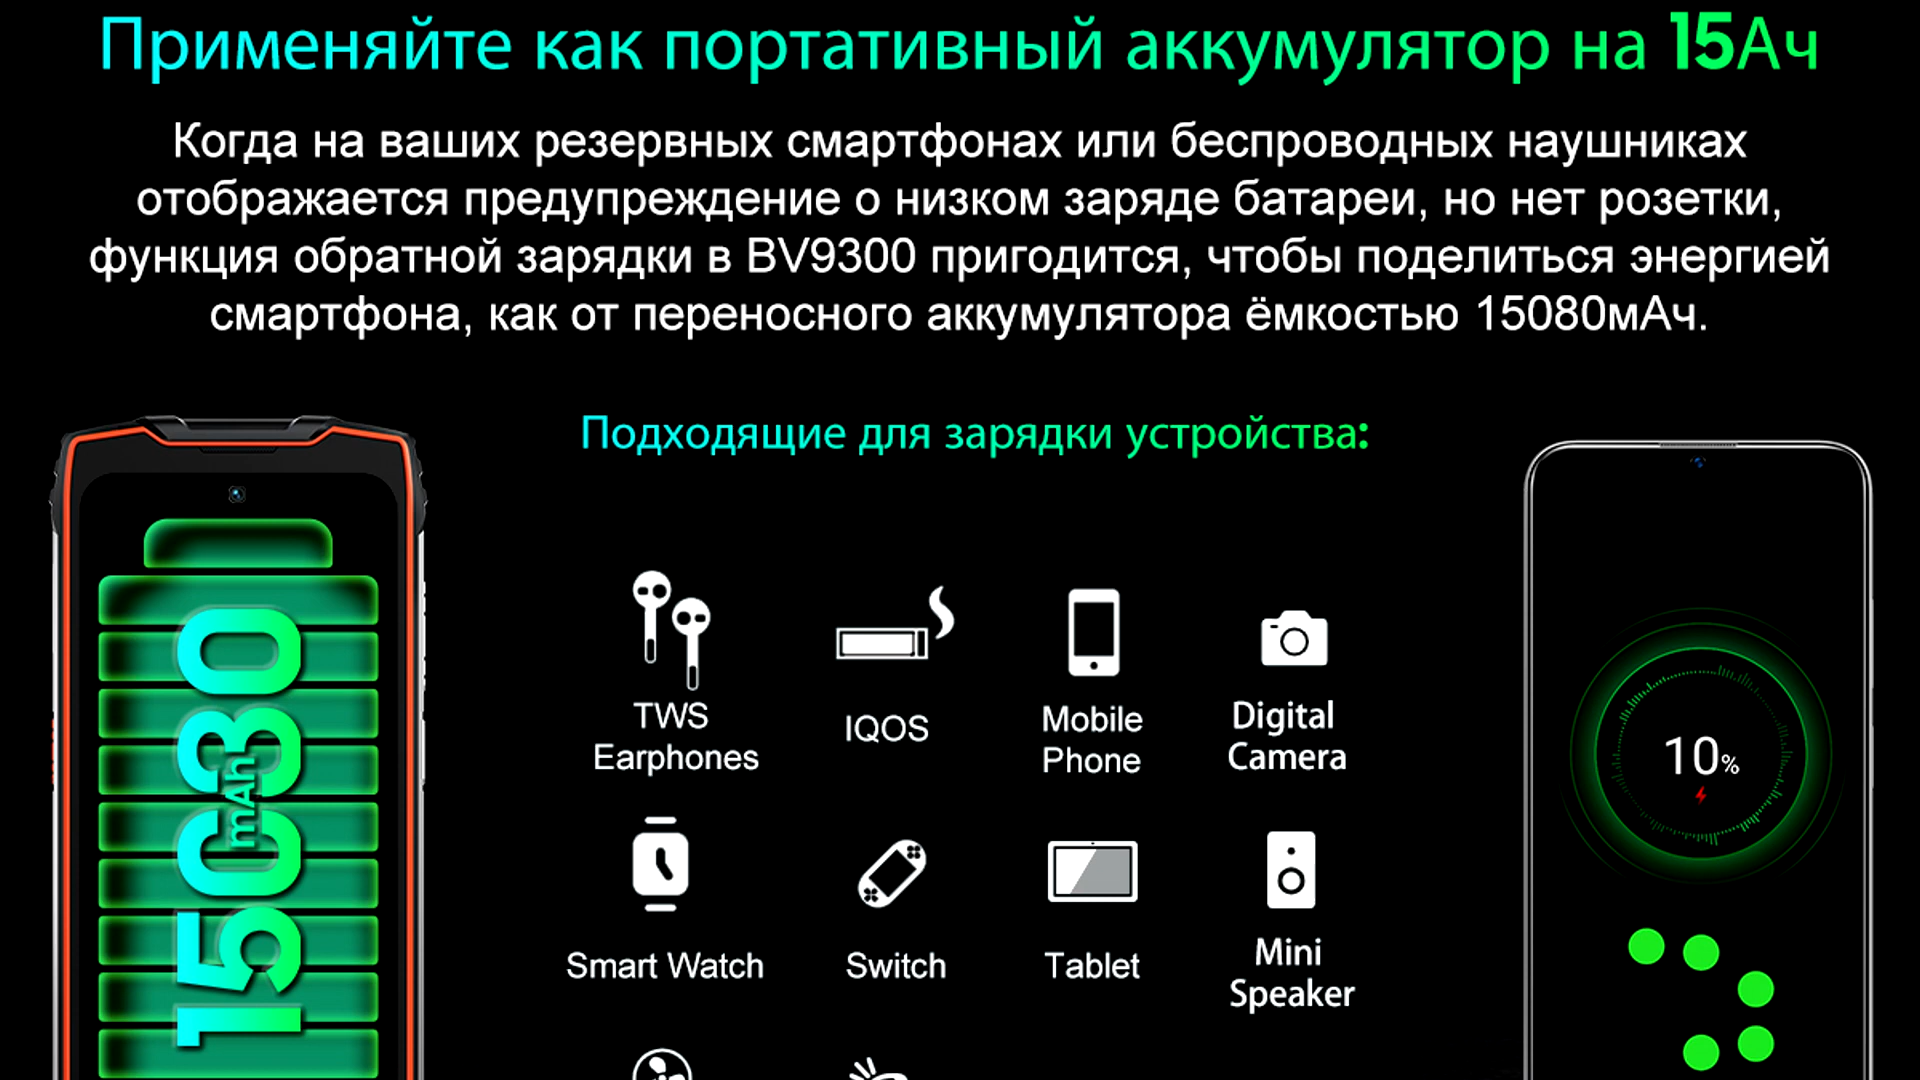 Применяйте как портативный аккумулятор на 15Ач
Когда на ваших резервных смартфонах или беспроводных наушниках
отображается предупреждение о низком заряде батареи, но нет розетки,
функция обратной зарядки в BV9300 пригодится, чтобы поделиться энергией
смартфона, как от переносного аккумулятора ёмкостью 15080мАч.
Подходящие для зарядки устройства:
TWS
Earphones
IQOS
Mobile
Phone
Digital
Camera
Smart Watch
Switch
Tablet
Mini
Speaker
mAh
10%